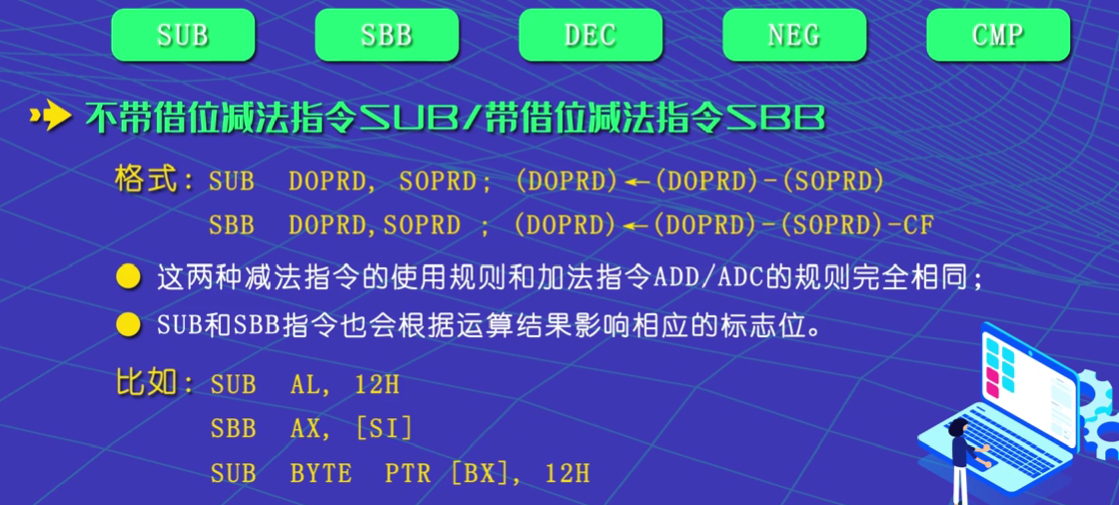 SUB SBB DEC NEG CMP
不带借位减法指令SUB/带借位减法指令SBB
格式：SUB DOPRD, SOPRD; (DOPRD)←(DOPRD)-(SOPRD)
SBB DOPRD,SOPRD ; (DOPRD)←(DOPRD)-(SOPRD)-CF
这两种减法指令的使用规则和加法指令ADD/ADC的规则完全相同；
SUB和SBB指令也会根据运算结果影响相应的标志位。
比如：SUB AL, 12H
SBB AX, [SI]
SUB BYTE PTR [BX], 12H